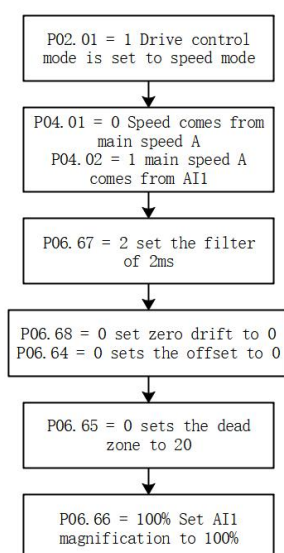 P02.01 = 1 Drive control
mode is set to speed mode
P04.01 = 0 Speed comes from
main speed A
P04.02 = 1 main speed A
comes from AI1
P06.67 = 2 set the filter
of 2ms
P06.68 = 0 set zero drift to 0
P06.64 = 0 sets the offset to 0
P06.65 = 0 sets the dead
zone to 20
P06.66 = 100% Set AI1
magnification to 100%